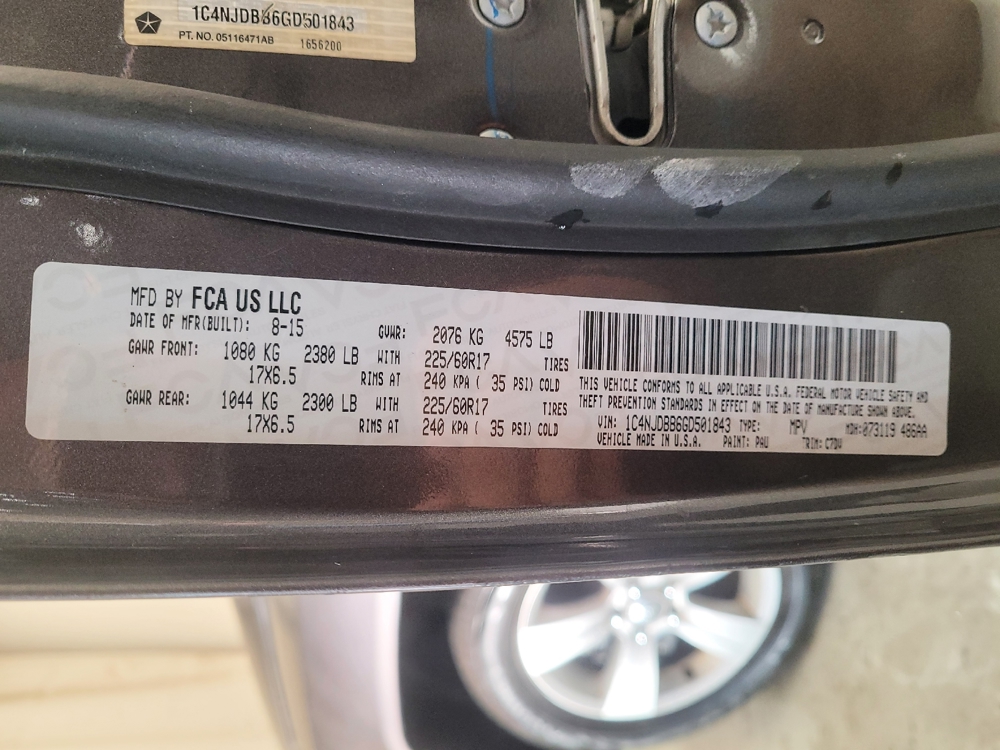 1C4NJDBB6GD501843
PT. NO. 05116471AB 1656200
MFD BY FCA US LLC
DATE OF MFR(BUILT): 8-15 GVWR: 2076 KG 4575 LB
GAWR FRONT: 1080 KG 2380 LB WITH 225/60R17 TIRES
17X6.5 RIMS AT 240 KPA ( 35 PSI) COLD
GAWR REAR: 1044 KG 2300 LB WITH 225/60R17 TIRES
17X6.5 RIMS AT 240 KPA ( 35 PSI) COLD
THIS VEHICLE CONFORMS TO ALL APPLICABLE U.S.A. FEDERAL MOTOR VEHICLE SAFETY AND
THEFT PREVENTION STANDARDS IN EFFECT ON THE DATE OF MANUFACTURE SHOWN ABOVE.
VIN: 1C4NJDBB6GD501843 TYPE: MPV MDH:073119 486AA
VEHICLE MADE IN U.S.A. PAINT: PAU TRIM: C7DV